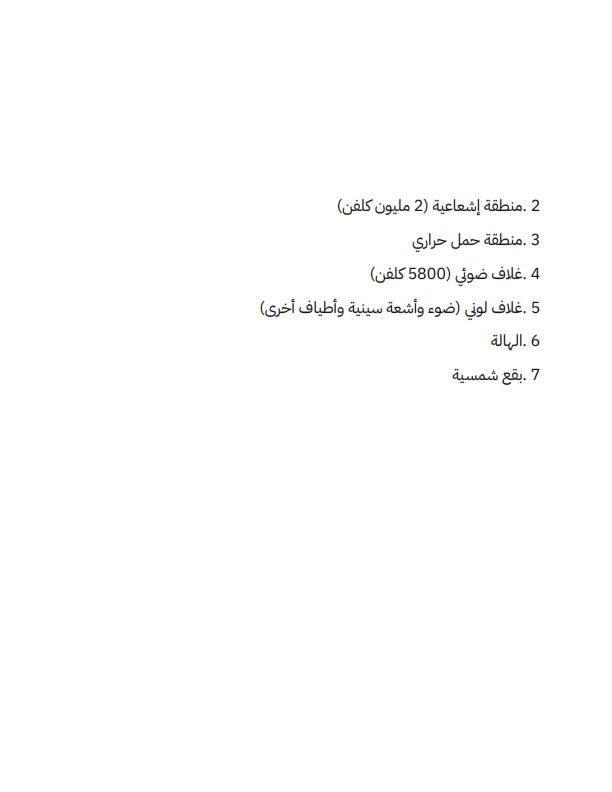 2 .منطقة إشعاعية (2 مليون كلفن)
3 .منطقة حمل حراري
4 .غلاف ضوئي (5800 كلفن)
5 .غلاف لوني (ضوء وأشعة سينية وأطياف أخرى)
6 .الهالة
7 .بقع شمسية